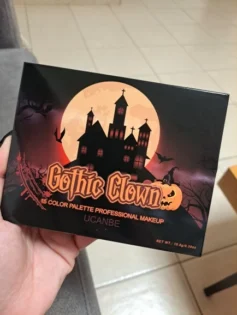 Gothic Clown
18 COLOR PALETTE PROFESSIONAL MAKEUP
UCANBE